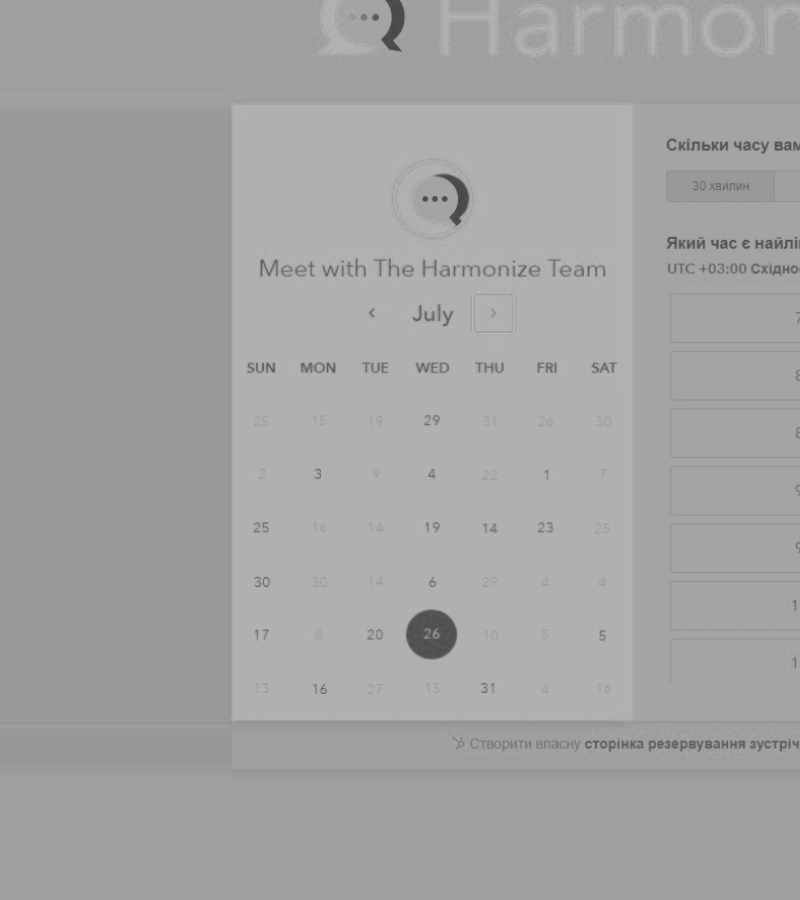 Harmon
Meet with The Harmonize Team
July
SUN MON TUE WED THU FRI SAT
25 15 19 29 31 26 30
2 3 9 4 22 1 7
25 16 14 19 14 23 25
30 30 14 6 29 4 4
17 8 20 26 10 5 5
13 16 27 15 31 4 16
Скільки часу вам
30 хвилин
Який час є найлі
UTC +03:00 Східно
7
8
8
9
9
1
1
Створити власну сторінка резервування зустріч